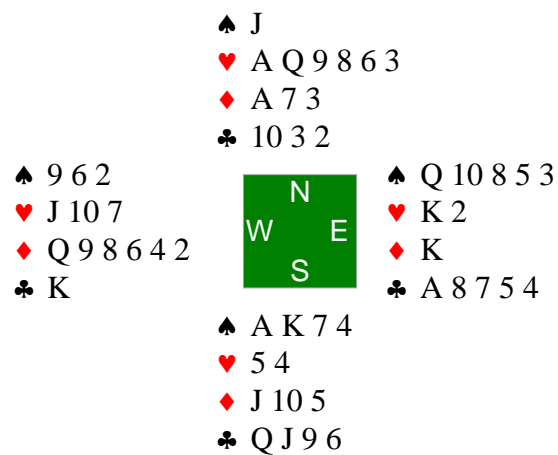 ♠ J
♥ A Q 9 8 6 3
♦ A 7 3
♣ 10 3 2
♠ 9 6 2
♥ J 10 7
♦ Q 9 8 6 4 2
♣ K
N
W E
S
♠ Q 10 8 5 3
♥ K 2
♦ K
♣ A 8 7 5 4
♠ A K 7 4
♥ 5 4
♦ J 10 5
♣ Q J 9 6